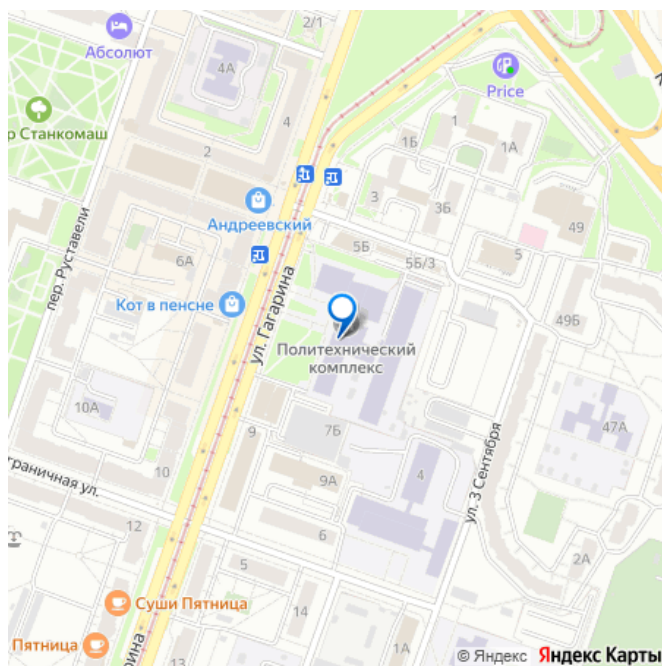 2/1
Абсолют
4А
Price
р Станкомаш
4
1Б
1
1А
2
3
3Б
пер. Руставели
Андреевский
49
5Б
5
6А
5Б/3
Кот в пенсне
ул. Гагарина
49Б
Политехнический
комплекс
10А
47А
9
7Б
ул. 3 Сентября
граничная ул.
10
9А
4
12
6
5
2А
Суши Пятница
14
Пятница
рина
1А
© Яндекс Яндекс Карты